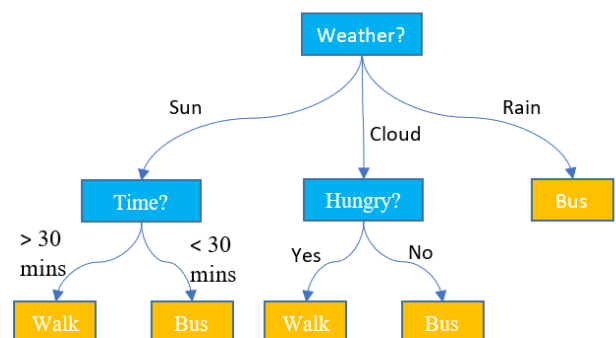 Weather?
Sun
Cloud
Rain
Time?
Hungry?
Bus
> 30
mins
< 30
mins
Yes
No
Walk
Bus
Walk
Bus